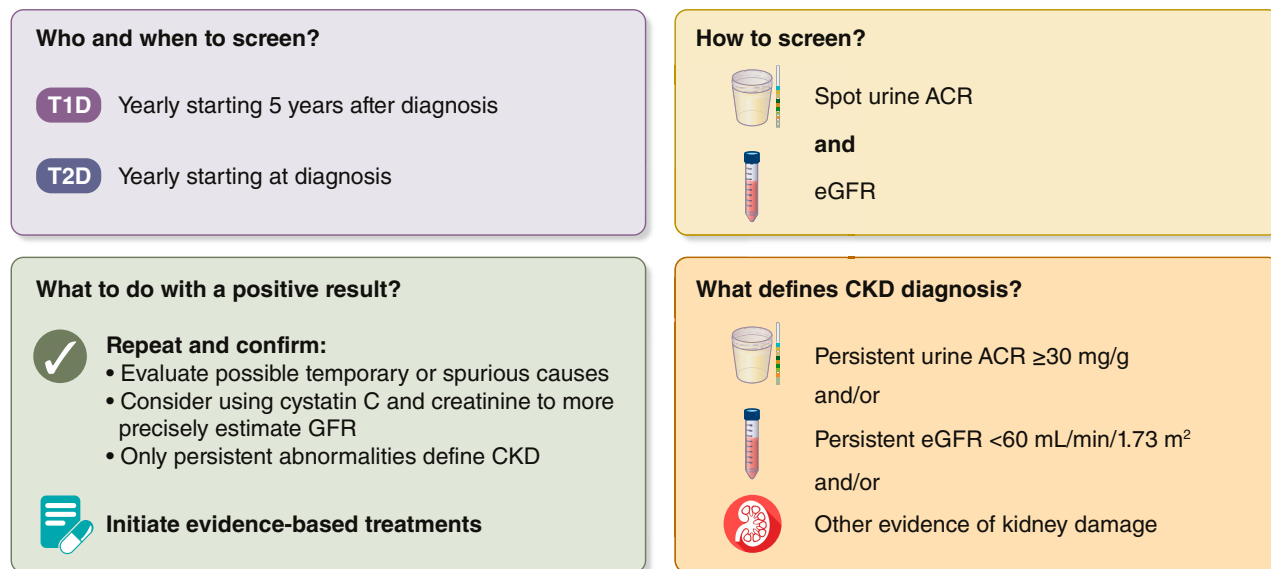 Who and when to screen?
T1D Yearly starting 5 years after diagnosis
T2D Yearly starting at diagnosis
How to screen?
Spot urine ACR
and
eGFR
What to do with a positive result?
Repeat and confirm:
• Evaluate possible temporary or spurious causes
• Consider using cystatin C and creatinine to more
precisely estimate GFR
• Only persistent abnormalities define CKD
Initiate evidence-based treatments
What defines CKD diagnosis?
Persistent urine ACR ≥30 mg/g
and/or
Persistent eGFR <60 mL/min/1.73 m²
and/or
Other evidence of kidney damage